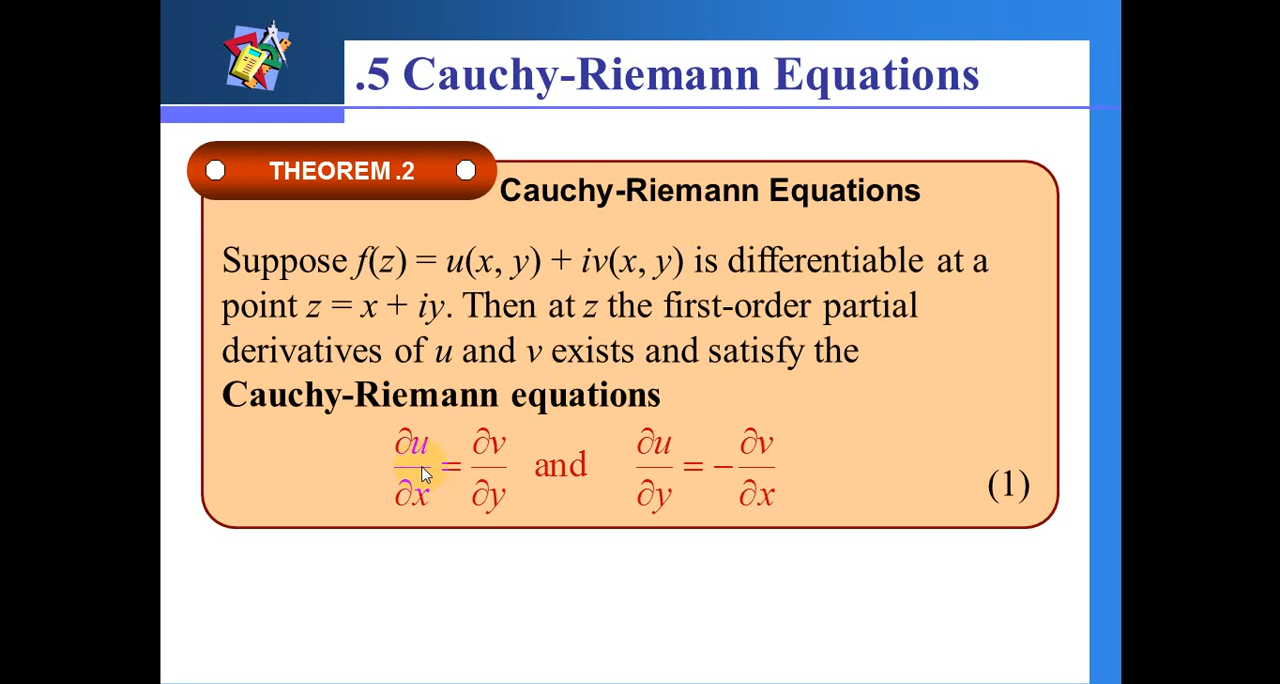 .5 Cauchy-Riemann Equations
THEOREM .2
Cauchy-Riemann Equations
Suppose f(z) = u(x, y) + iv(x, y) is differentiable at a
point z = x + iy. Then at z the first-order partial
derivatives of u and v exists and satisfy the
Cauchy-Riemann equations
∂u/∂x = ∂v/∂y and ∂u/∂y = −∂v/∂x (1)